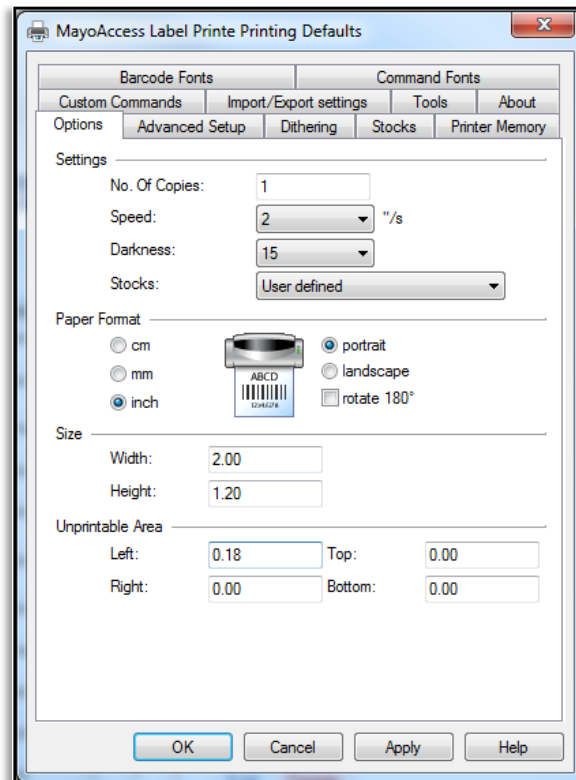 MayoAccess Label Printe Printing Defaults
Barcode Fonts Command Fonts
Custom Commands Import/Export settings Tools About
Options Advanced Setup Dithering Stocks Printer Memory
Settings
No. Of Copies: 1
Speed: 2 "/s
Darkness: 15
Stocks: User defined
Paper Format
cm portrait
mm landscape
inch rotate 180°
ABCD
12345678
Size
Width: 2.00
Height: 1.20
Unprintable Area
Left: 0.18 Top: 0.00
Right: 0.00 Bottom: 0.00
OK Cancel Apply Help